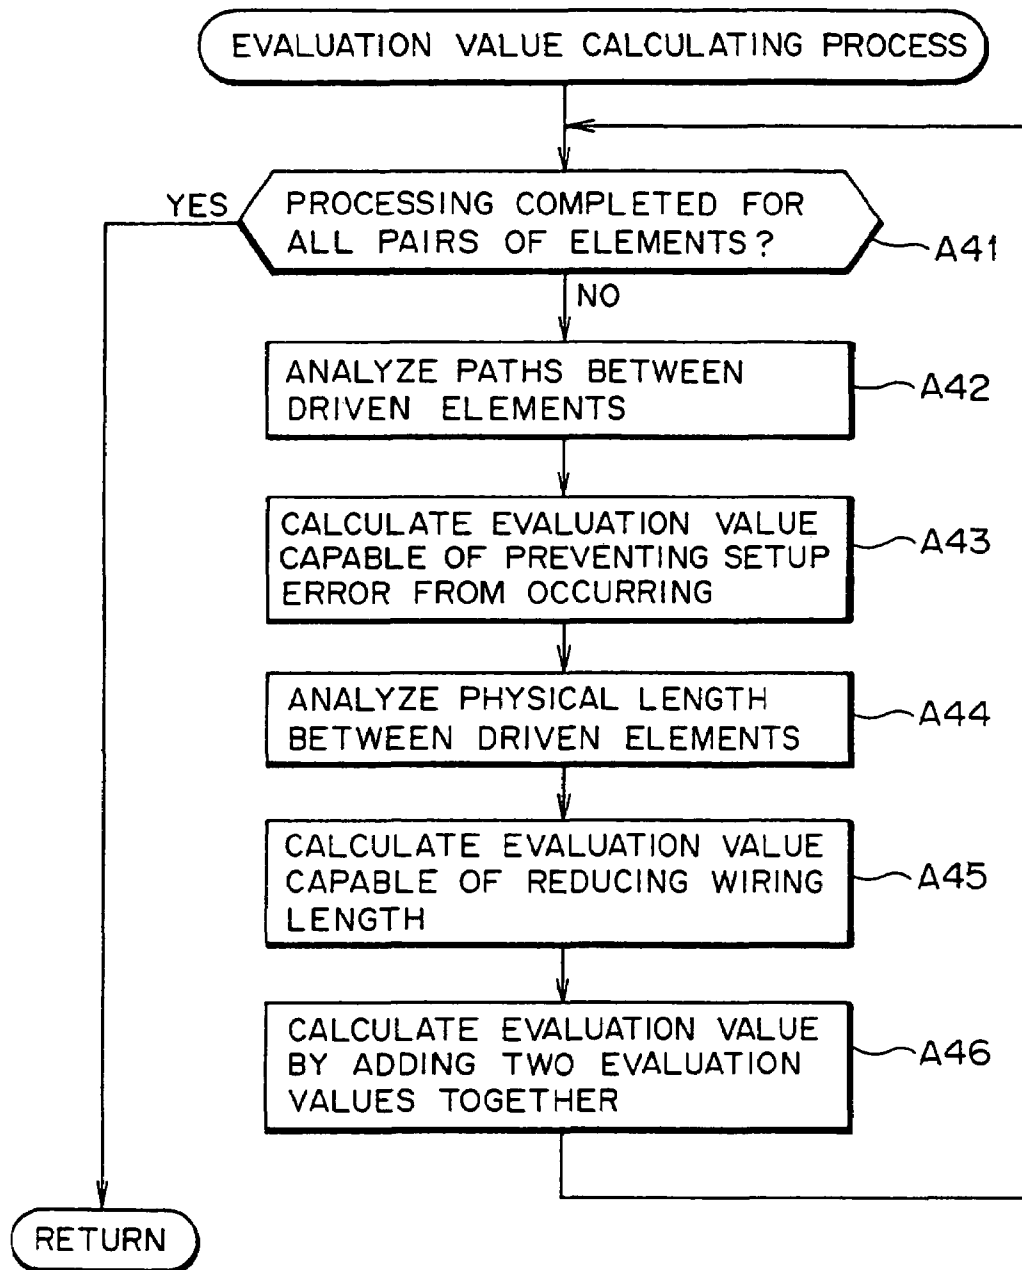 EVALUATION VALUE CALCULATING PROCESS
YES
PROCESSING COMPLETED FOR
ALL PAIRS OF ELEMENTS?
A41
NO
ANALYZE PATHS BETWEEN
DRIVEN ELEMENTS
A42
CALCULATE EVALUATION VALUE
CAPABLE OF PREVENTING SETUP
ERROR FROM OCCURRING
A43
ANALYZE PHYSICAL LENGTH
BETWEEN DRIVEN ELEMENTS
A44
CALCULATE EVALUATION VALUE
CAPABLE OF REDUCING WIRING
LENGTH
A45
CALCULATE EVALUATION VALUE
BY ADDING TWO EVALUATION
VALUES TOGETHER
A46
RETURN